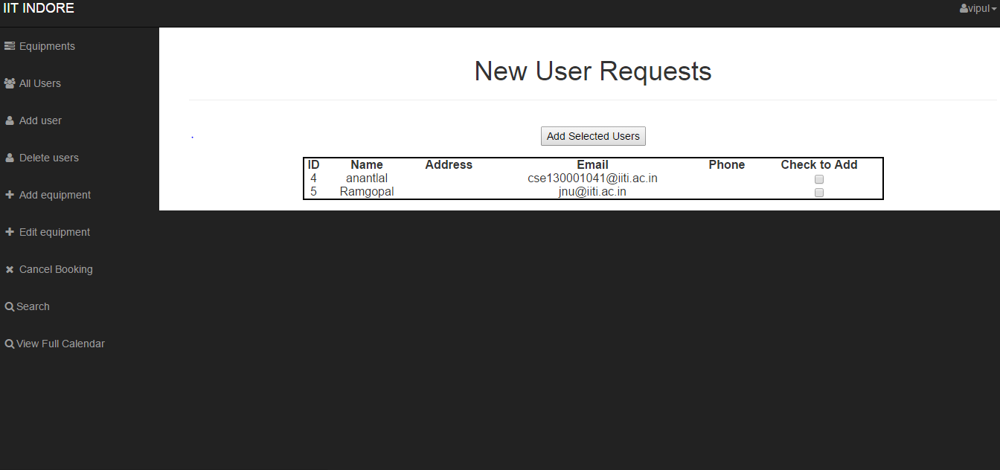 IIT INDORE
vipul
Equipments
All Users
Add user
Delete users
Add equipment
Edit equipment
Cancel Booking
Search
View Full Calendar
New User Requests
Add Selected Users
ID Name Address Email Phone Check to Add
4 anantlal cse130001041@iiti.ac.in
5 Ramgopal jnu@iiti.ac.in